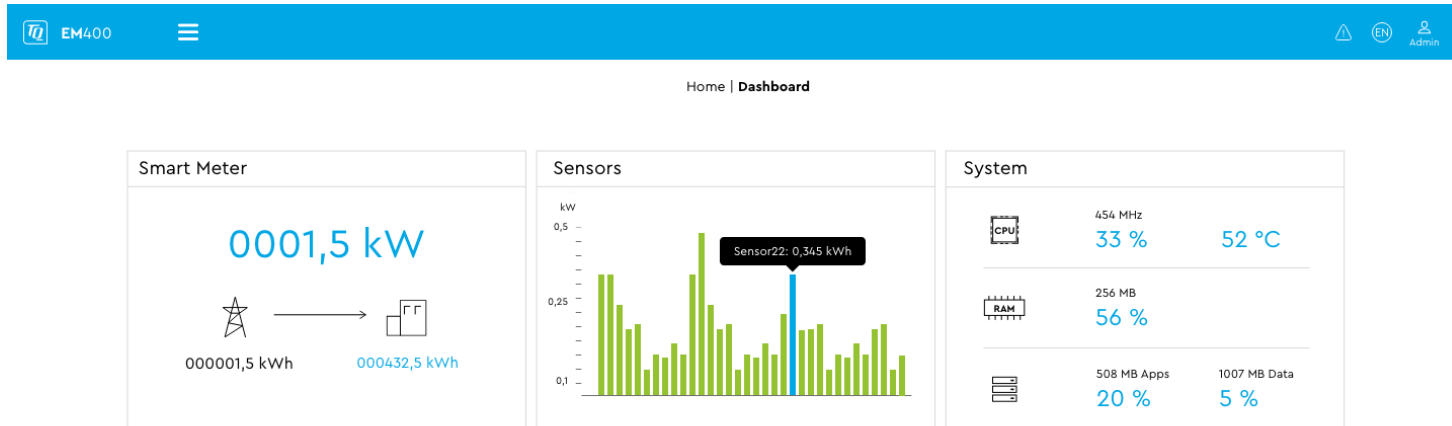 TQ EM400
EN
Admin
Home | Dashboard
Smart Meter
0001,5 kW
000001,5 kWh
000432,5 kWh
Sensors
kW
0,5
0,25
0,1
Sensor22: 0,345 kWh
System
CPU
454 MHz
33 %
52 °C
RAM
256 MB
56 %
508 MB Apps
20 %
1007 MB Data
5 %